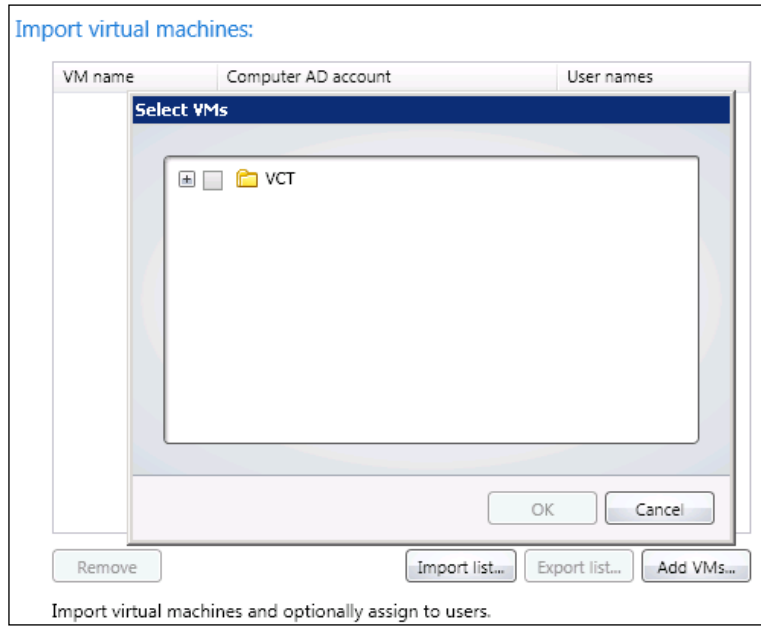 Import virtual machines:
VM name Computer AD account User names
Select VMs
VCT
OK Cancel
Remove Import list... Export list... Add VMs...
Import virtual machines and optionally assign to users.